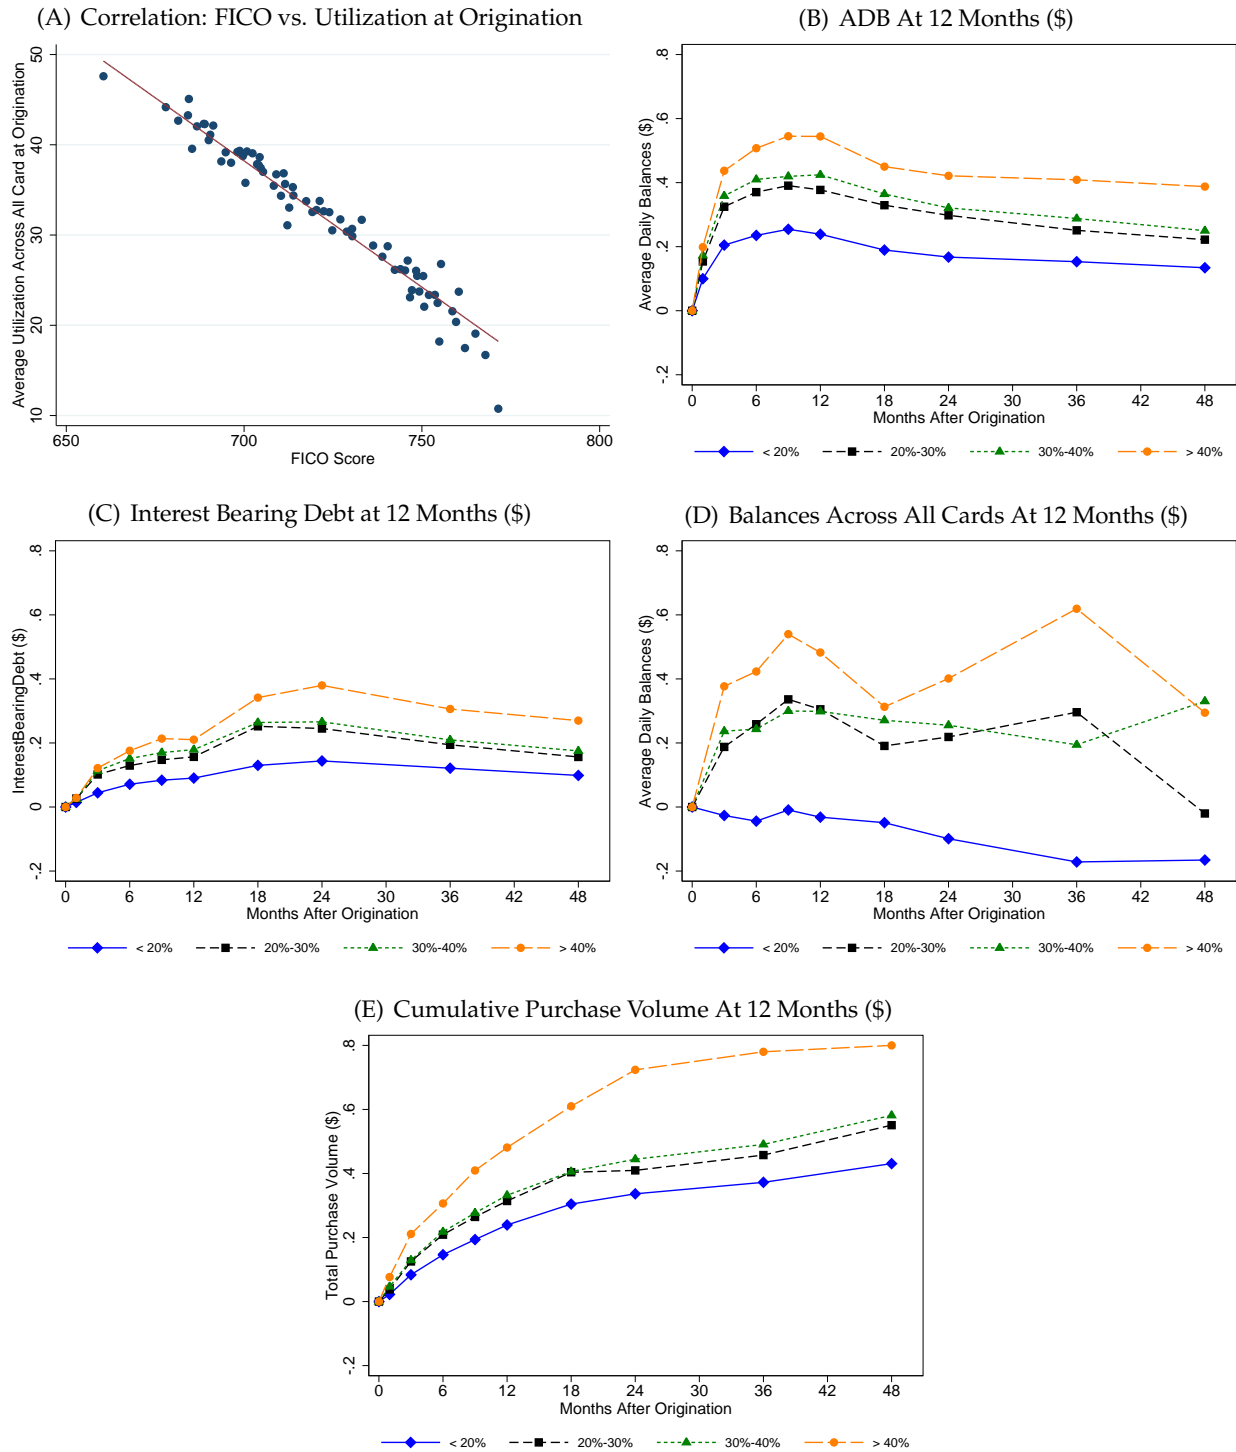 (A) Correlation: FICO vs. Utilization at Origination
Average Utilization Across All Card at Origination
50
40
30
20
10
650 700 750 800
FICO Score
(B) ADB At 12 Months ($)
Average Daily Balances ($)
.8
.6
.4
.2
0
-.2
0 6 12 18 24 30 36 42 48
Months After Origination
< 20% 20%-30% 30%-40% > 40%
(C) Interest Bearing Debt at 12 Months ($)
InterestBearingDebt ($)
.8
.6
.4
.2
0
-.2
0 6 12 18 24 30 36 42 48
Months After Origination
< 20% 20%-30% 30%-40% > 40%
(D) Balances Across All Cards At 12 Months ($)
Average Daily Balances ($)
.8
.6
.4
.2
0
-.2
0 6 12 18 24 30 36 42 48
Months After Origination
< 20% 20%-30% 30%-40% > 40%
(E) Cumulative Purchase Volume At 12 Months ($)
Total Purchase Volume ($)
.8
.6
.4
.2
0
-.2
0 6 12 18 24 30 36 42 48
Months After Origination
< 20% 20%-30% 30%-40% > 40%